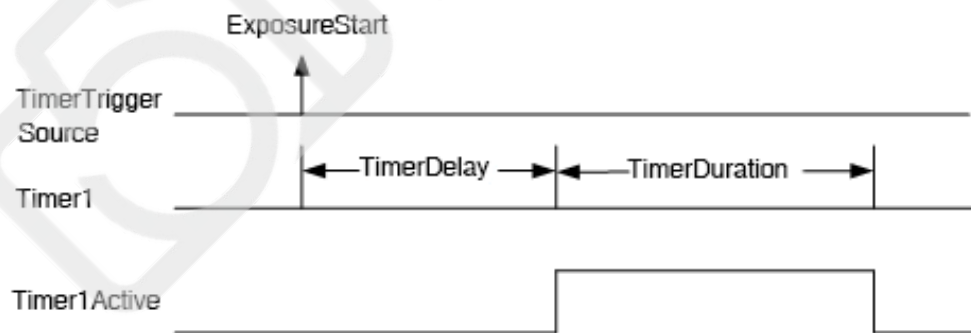 ExposureStart
TimerTrigger
Source
TimerDelay
TimerDuration
Timer1
Timer1Active